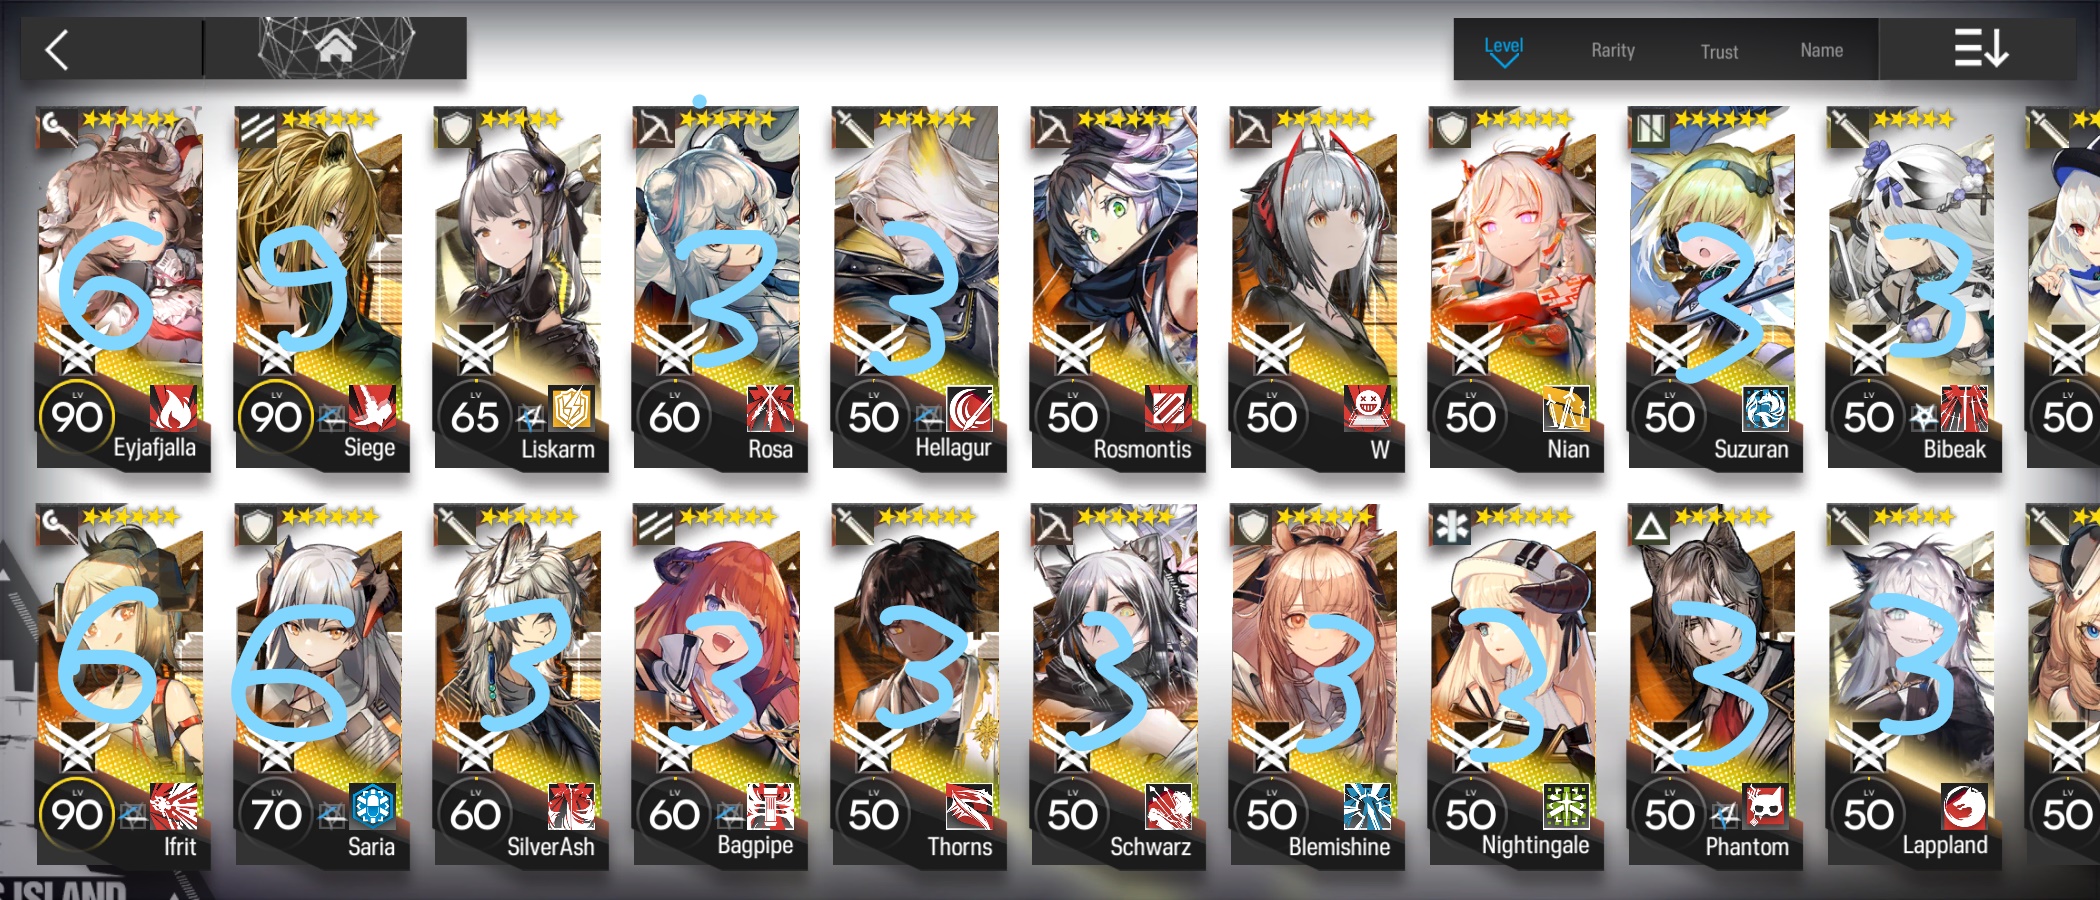 Level Rarity Trust Name
6 9 3 3 3 3
LV LV LV LV LV LV LV LV LV LV
90 90 65 60 50 50 50 50 50 50 50
Eyjafjalla Siege Liskarm Rosa Hellagur Rosmontis W Nian Suzuran Bibeak
6 6 3 3 3 3 3 3 3 3
LV LV LV LV LV LV LV LV LV LV
90 70 60 60 50 50 50 50 50 50 50
Ifrit Saria SilverAsh Bagpipe Thorns Schwarz Blemishine Nightingale Phantom Lappland
ISLAND